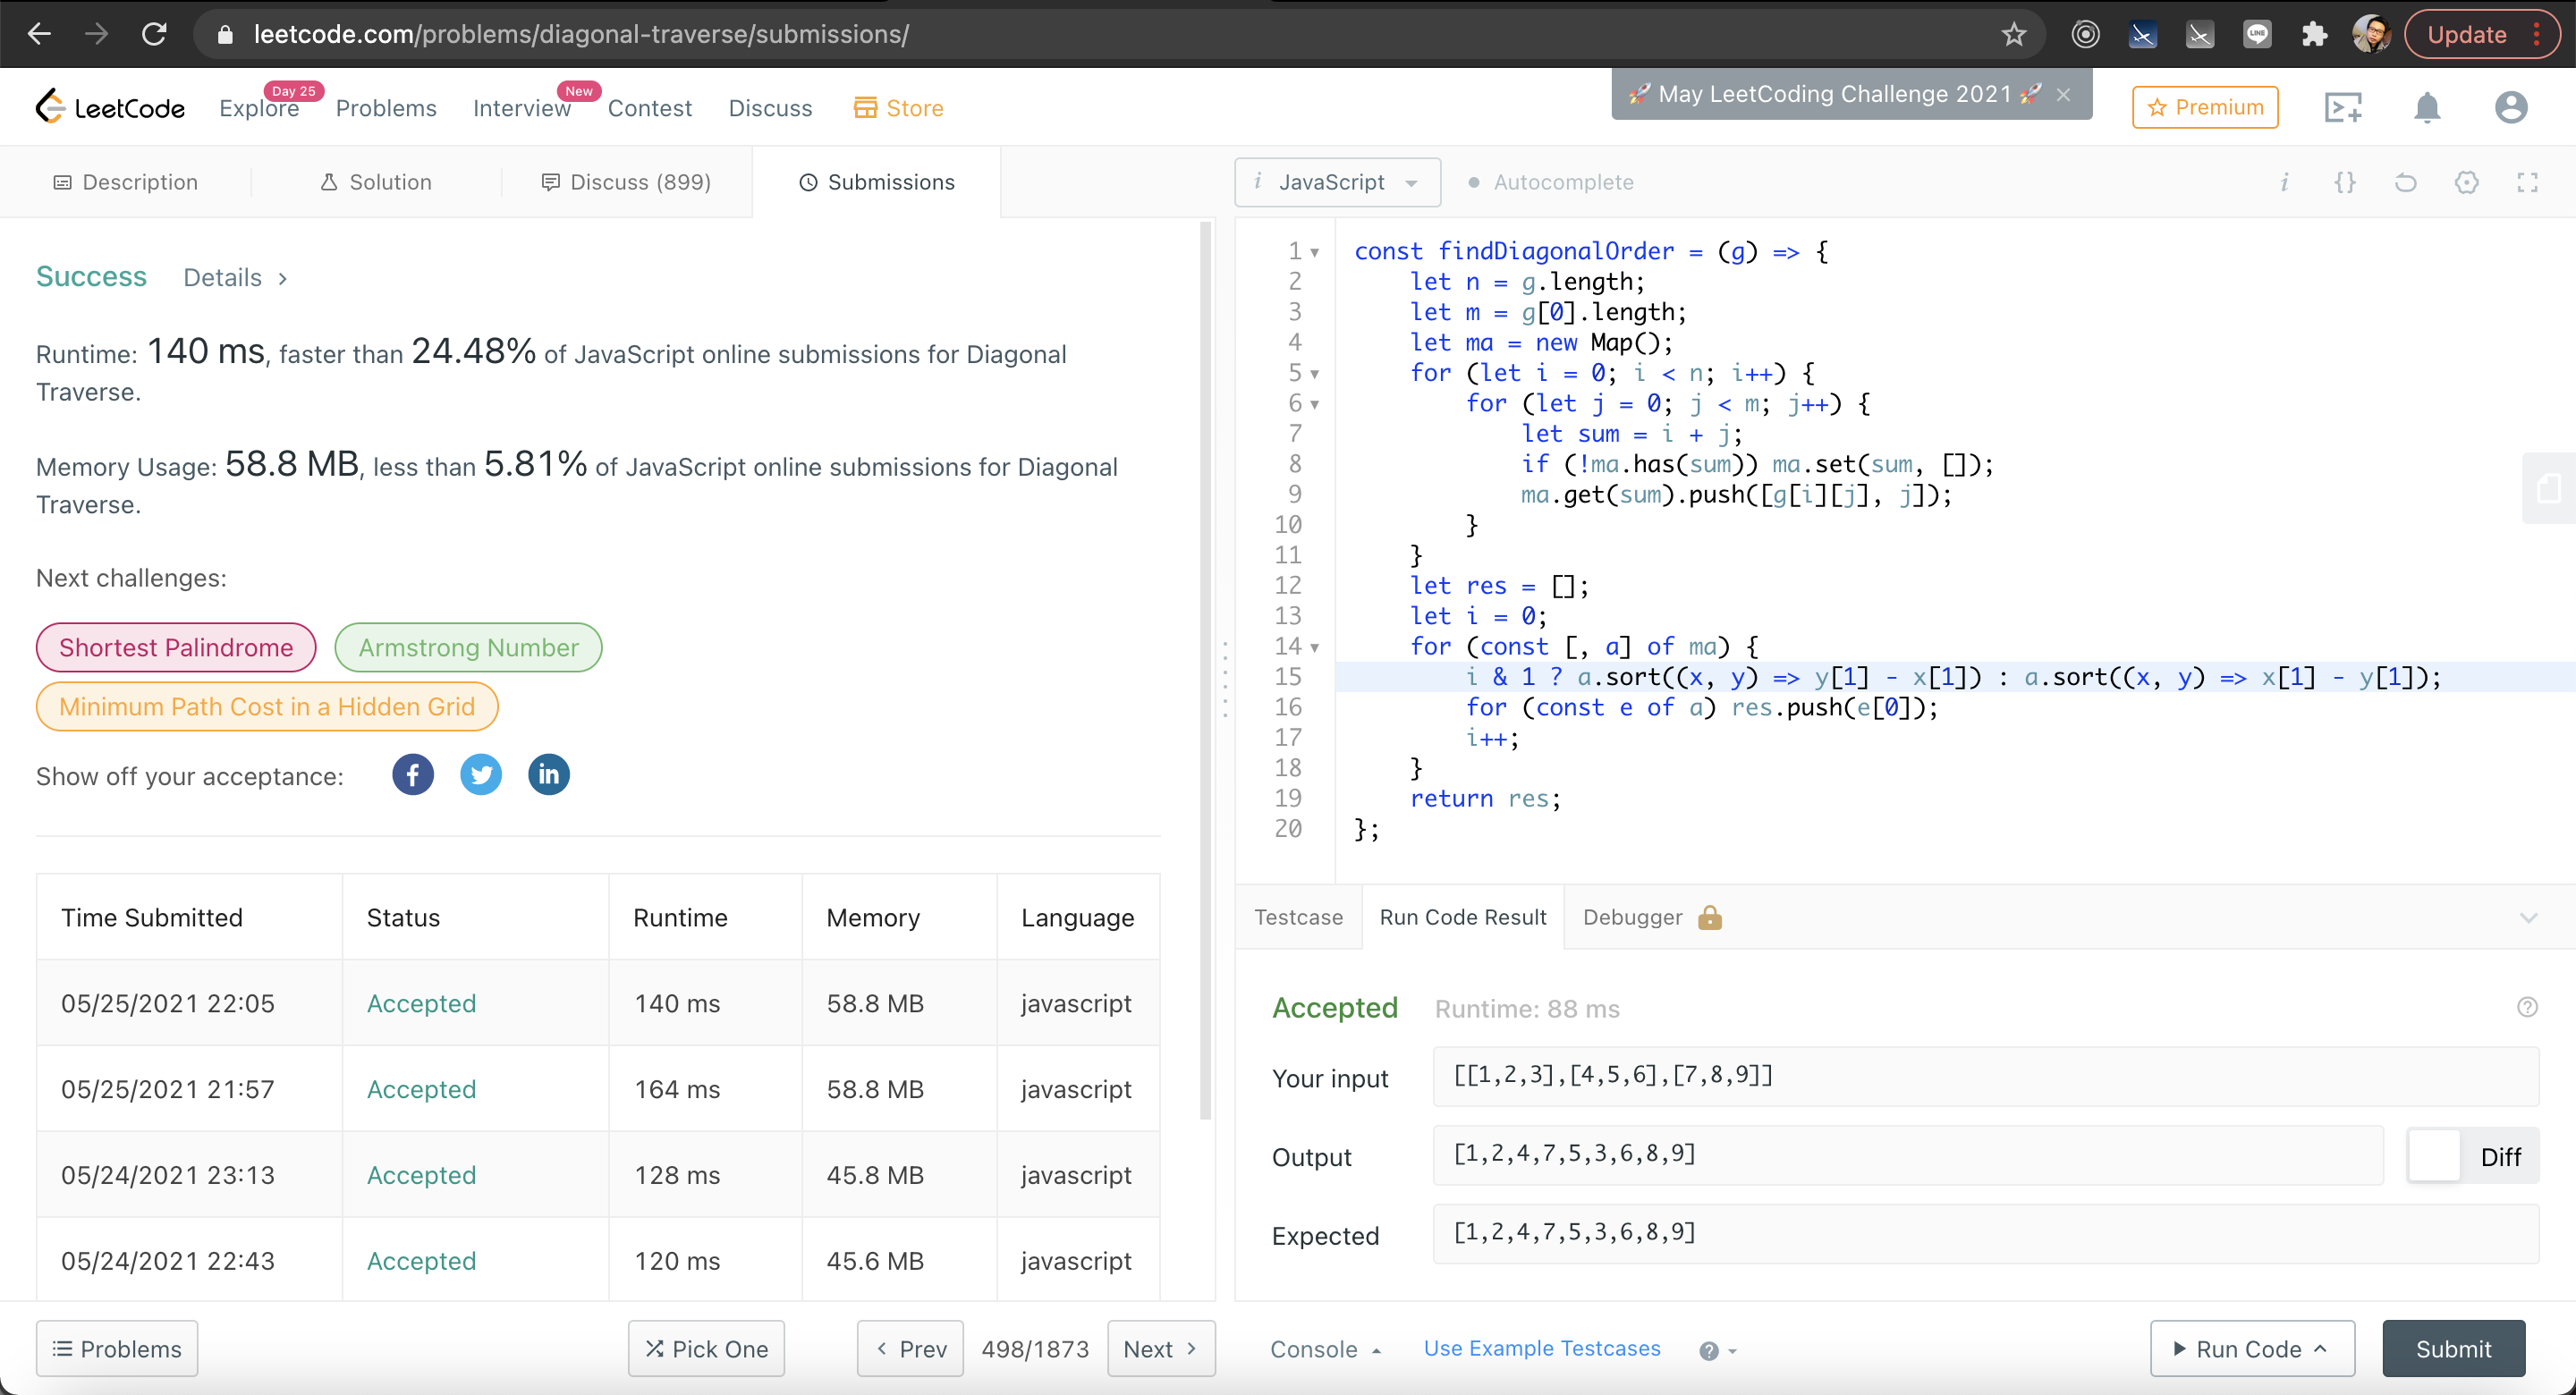 leetcode.com/problems/diagonal-traverse/submissions/
LINE
Update
LeetCode
Explore
Day 25
Problems
Interview
New
Contest
Discuss
Store
🚀 May LeetCoding Challenge 2021 🚀 ×
Premium
Description
Solution
Discuss (899)
Submissions
i JavaScript
Autocomplete
i
{}
Success
Details >
Runtime: 140 ms, faster than 24.48% of JavaScript online submissions for Diagonal
Traverse.
Memory Usage: 58.8 MB, less than 5.81% of JavaScript online submissions for Diagonal
Traverse.
Next challenges:
Shortest Palindrome
Armstrong Number
Minimum Path Cost in a Hidden Grid
Show off your acceptance:
f
in
Time Submitted Status Runtime Memory Language
05/25/2021 22:05 Accepted 140 ms 58.8 MB javascript
05/25/2021 21:57 Accepted 164 ms 58.8 MB javascript
05/24/2021 23:13 Accepted 128 ms 45.8 MB javascript
05/24/2021 22:43 Accepted 120 ms 45.6 MB javascript
1 const findDiagonalOrder = (g) => {
2 let n = g.length;
3 let m = g[0].length;
4 let ma = new Map();
5 for (let i = 0; i < n; i++) {
6 for (let j = 0; j < m; j++) {
7 let sum = i + j;
8 if (!ma.has(sum)) ma.set(sum, []);
9 ma.get(sum).push([g[i][j], j]);
10 }
11 }
12 let res = [];
13 let i = 0;
14 for (const [, a] of ma) {
15 i & 1 ? a.sort((x, y) => y[1] - x[1]) : a.sort((x, y) => x[1] - y[1]);
16 for (const e of a) res.push(e[0]);
17 i++;
18 }
19 return res;
20 };
Testcase
Run Code Result
Debugger
Accepted
Runtime: 88 ms
?
Your input
[[1,2,3],[4,5,6],[7,8,9]]
Output
[1,2,4,7,5,3,6,8,9]
Diff
Expected
[1,2,4,7,5,3,6,8,9]
Problems
Pick One
< Prev
498/1873
Next >
Console
Use Example Testcases
?
Run Code
Submit